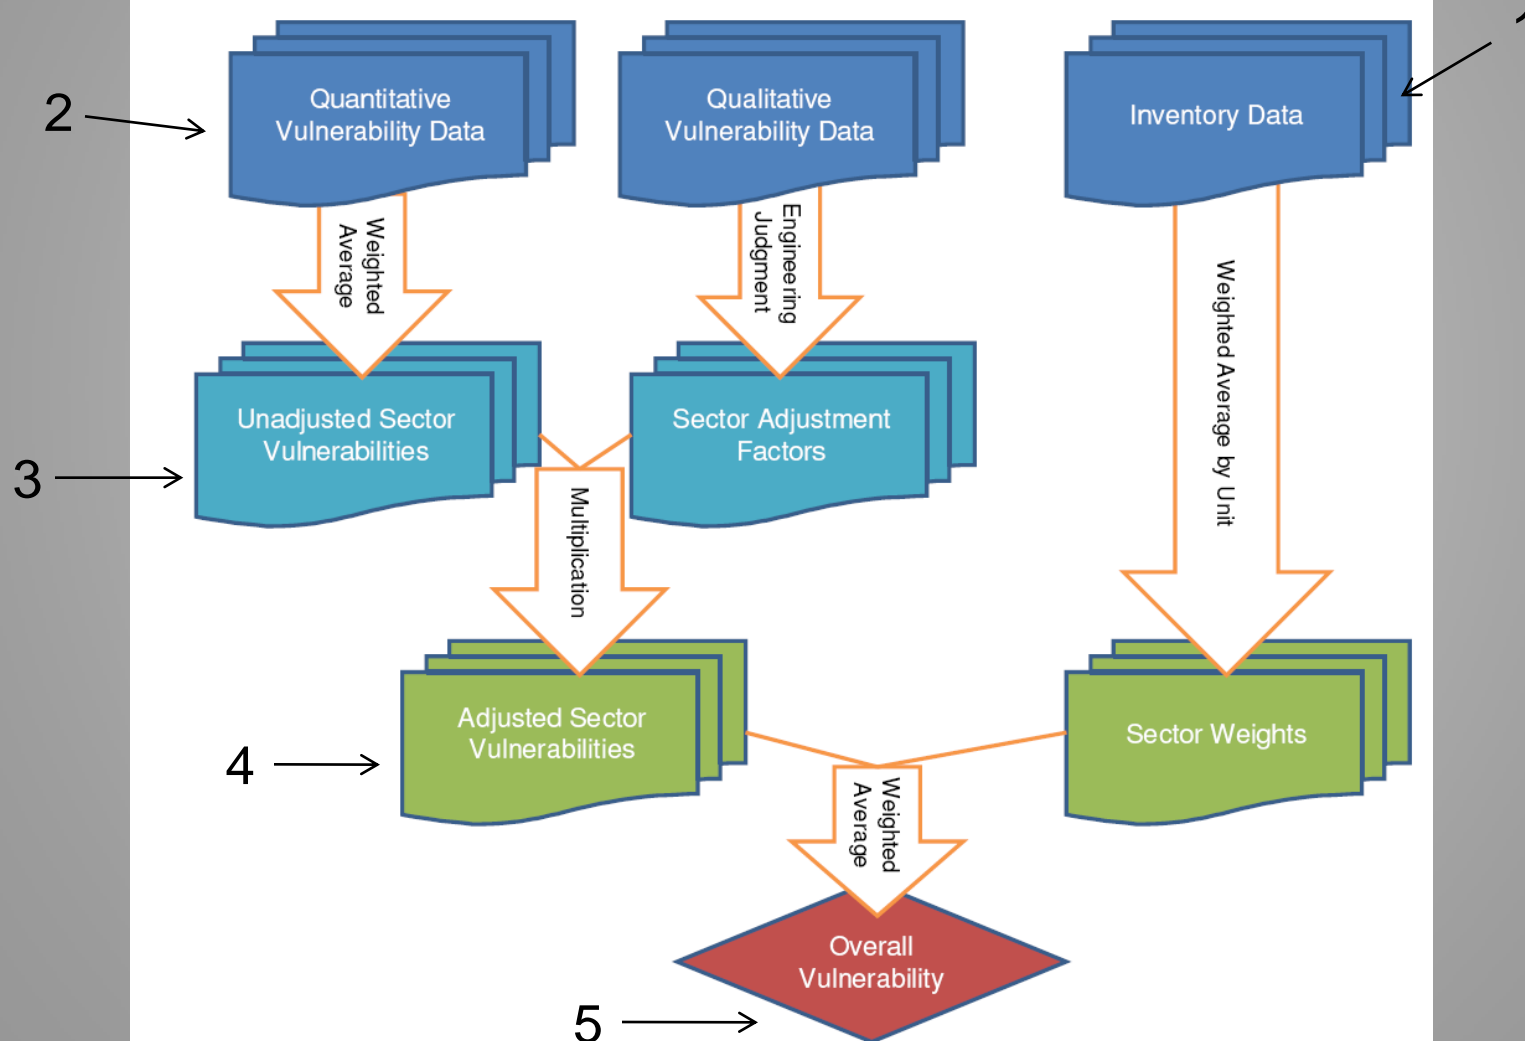 2
Quantitative
Vulnerability Data
Qualitative
Vulnerability Data
Inventory Data
Weighted
Average
Engineering
Judgment
Weighted Average by Unit
3
Unadjusted Sector
Vulnerabilities
Sector Adjustment
Factors
Multiplication
4
Adjusted Sector
Vulnerabilities
Sector Weights
Weighted
Average
Overall
Vulnerability
5